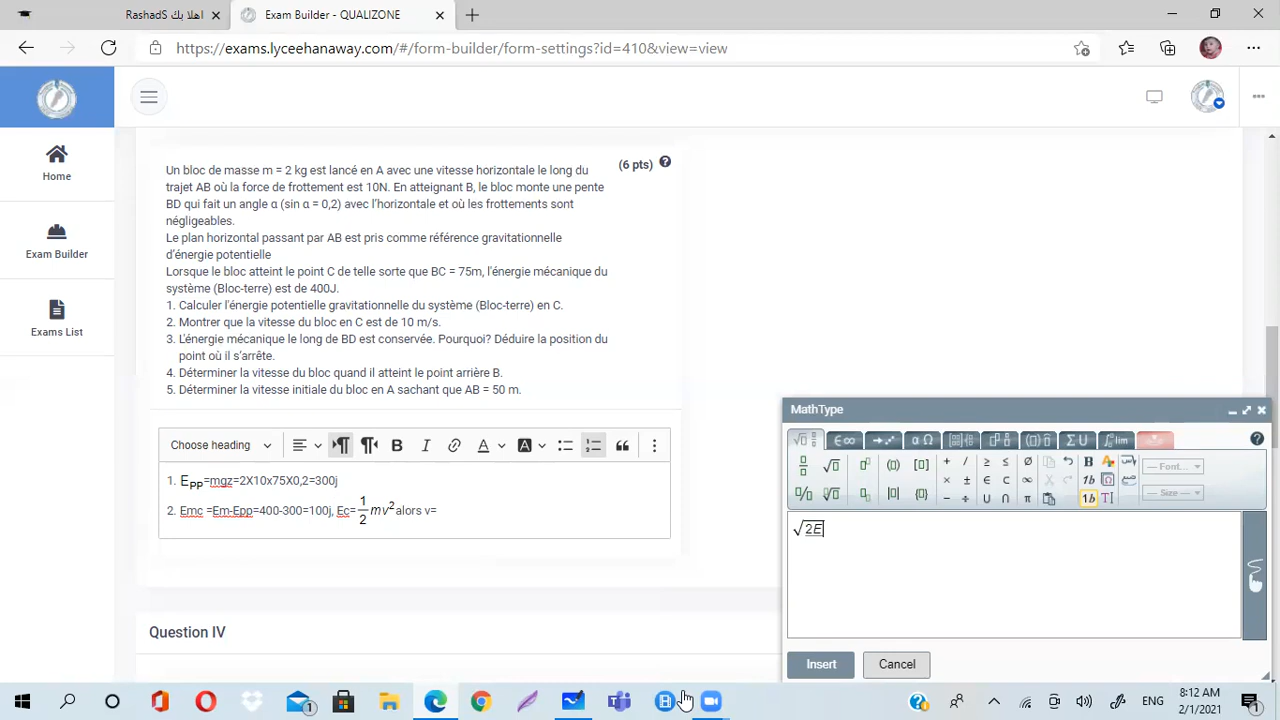 اهلا بك RashadS
Exam Builder - QUALIZONE
https://exams.lyceehanaway.com/#/form-builder/form-settings?id=410&view=view
Home
Exam Builder
Exams List
(6 pts)
Un bloc de masse m = 2 kg est lancé en A avec une vitesse horizontale le long du
trajet AB où la force de frottement est 10N. En atteignant B, le bloc monte une pente
BD qui fait un angle α (sin α = 0,2) avec l'horizontale et où les frottements sont
négligeables.
Le plan horizontal passant par AB est pris comme référence gravitationnelle
d'énergie potentielle
Lorsque le bloc atteint le point C de telle sorte que BC = 75m, l'énergie mécanique du
système (Bloc-terre) est de 400J.
1. Calculer l'énergie potentielle gravitationnelle du système (Bloc-terre) en C.
2. Montrer que la vitesse du bloc en C est de 10 m/s.
3. L'énergie mécanique le long de BD est conservée. Pourquoi? Déduire la position du
point où il s'arrête.
4. Déterminer la vitesse du bloc quand il atteint le point arrière B.
5. Déterminer la vitesse initiale du bloc en A sachant que AB = 50 m.
Choose heading
1. EPP=mgz=2X10x75X0,2=300j
2. Emc =Em-Epp=400-300=100j, Ec=1/2 mv²alors v=
Question IV
MathType
Font...
Size
√2E
Insert
Cancel
ENG
8:12 AM
2/1/2021